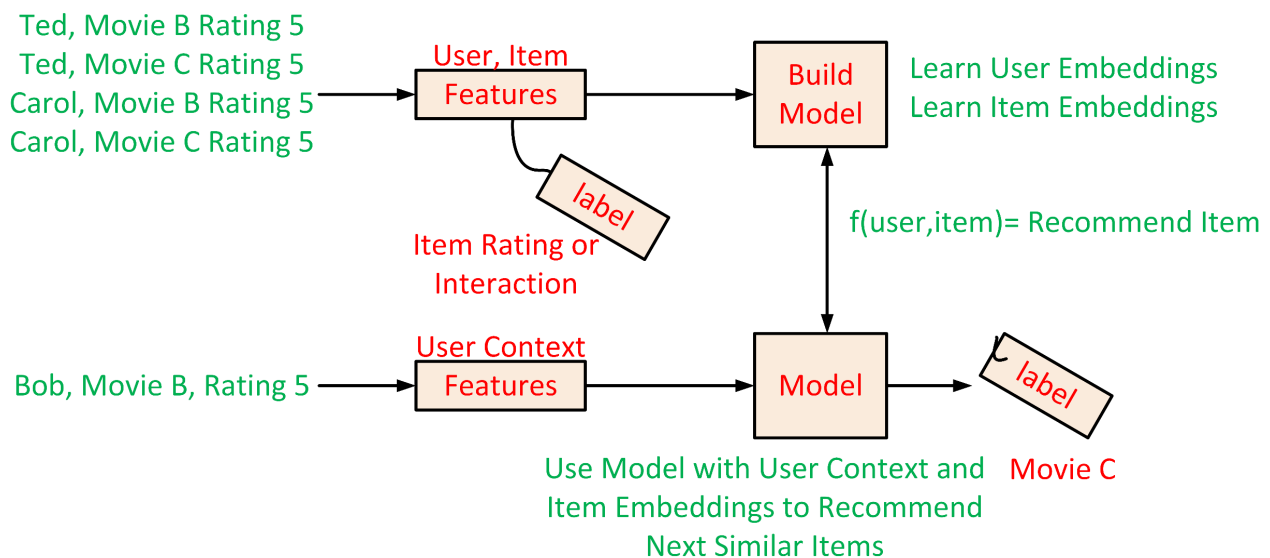 Ted, Movie B Rating 5
Ted, Movie C Rating 5
Carol, Movie B Rating 5
Carol, Movie C Rating 5
User, Item
Features
label
Item Rating or
Interaction
Build
Model
Learn User Embeddings
Learn Item Embeddings
f(user,item)= Recommend Item
Bob, Movie B, Rating 5
User Context
Features
Model
label
Movie C
Use Model with User Context and
Item Embeddings to Recommend
Next Similar Items